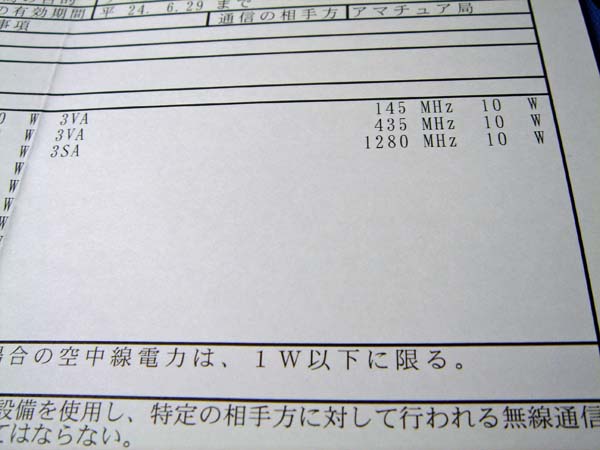 の有効期間 平 24. 6.29 まで 通信の相手方 アマチュア局
事項
W 3VA 145 MHz 10 W
W 3VA 435 MHz 10 W
W 3SA 1280 MHz 10 W
W
W
W
場合の空中線電力は、1W以下に限る。
設備を使用し、特定の相手方に対して行われる無線通信
てはならない。